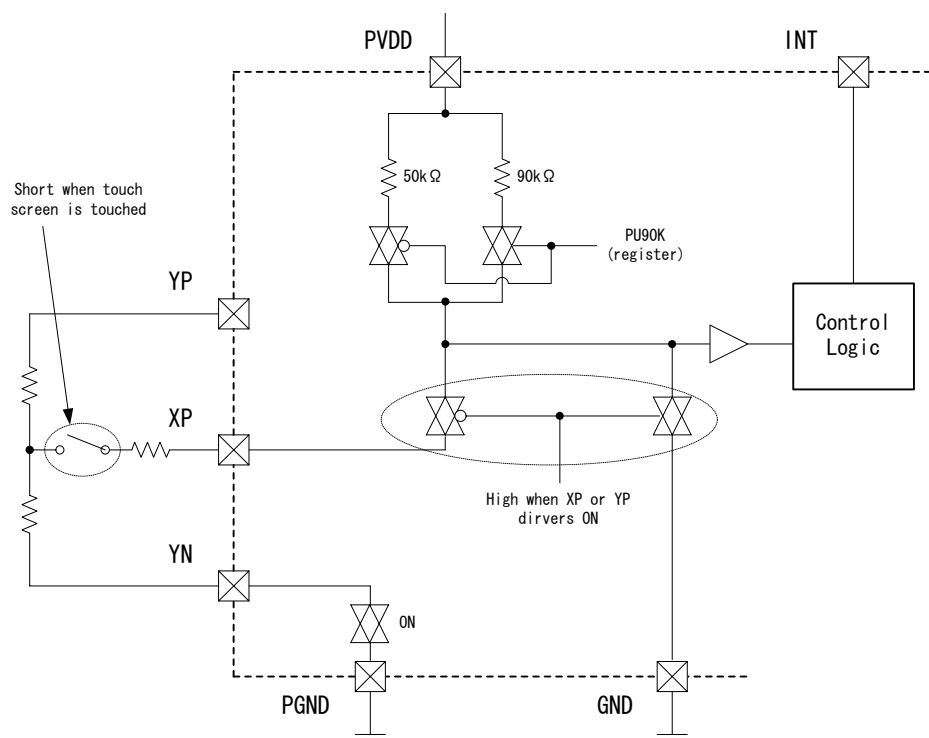 PVDD
INT
50kΩ
90kΩ
Short when touch
screen is touched
PU90K
(register)
YP
Control
Logic
XP
High when XP or YP
dirvers ON
YN
ON
PGND
GND